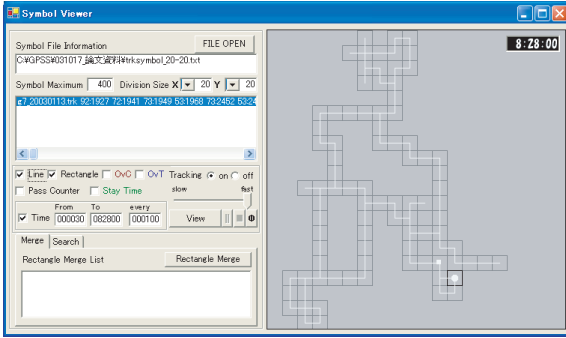 Symbol Viewer
Symbol File Information
FILE OPEN
C:¥GPSS¥031017_論文資料¥trksymbol_20-20.txt
Symbol Maximum 400 Division Size X 20 Y 20
g7_20030113.trk 92:1927 72:1941 73:1949 53:1968 73:2452 53:24
Line Rectangle OvC OvT Tracking on off
Pass Counter Stay Time slow fast
From To every
Time 000030 082800 000100 View
Merge Search
Rectangle Merge List Rectangle Merge
8:28:00